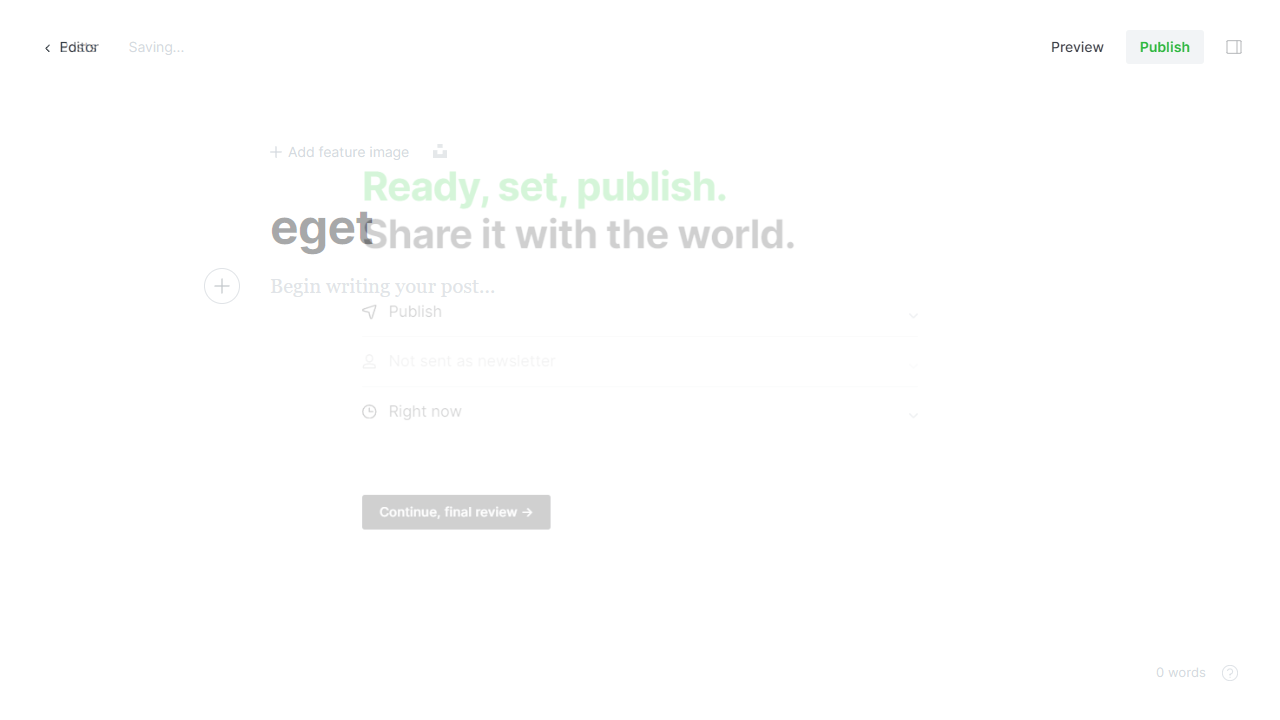 Editor
Saving...
Preview
Publish
Add feature image
Ready, set, publish.
eget
Share it with the world.
Begin writing your post...
Publish
Not sent as newsletter
Right now
Continue, final review →
0 words